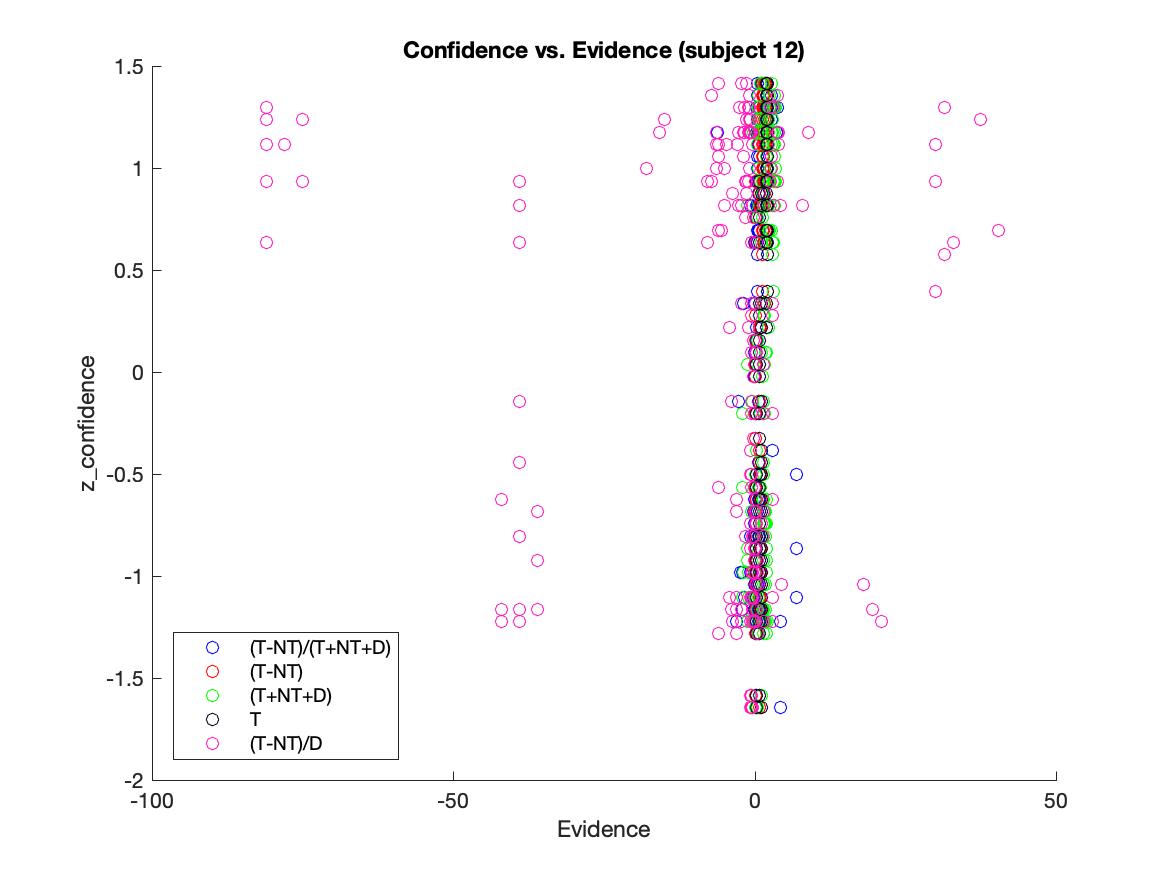 Confidence vs. Evidence (subject 12)
1.5
1
0.5
0
-0.5
-1
-1.5
-2
z_confidence
(T-NT)/(T+NT+D)
(T-NT)
(T+NT+D)
T
(T-NT)/D
-100
-50
0
50
Evidence